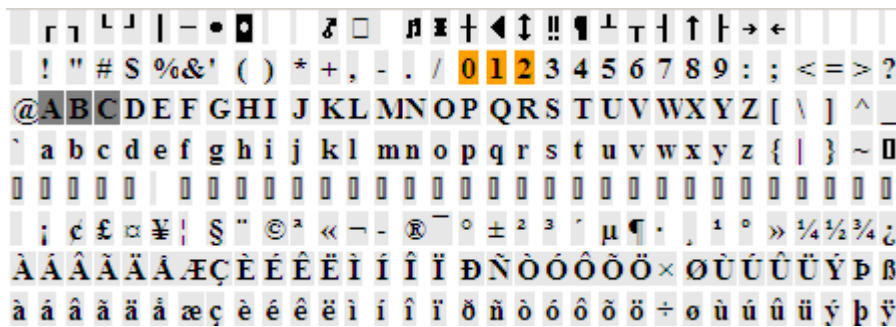 ┌ ┐ └ ┘ │ ─ • ◘ ♪ □ ♫ ¤ ┼ ◄ ↕ ‼ ¶ ┴ ┬ ┤ ↑ ├ → ←
! " # $ % & ' ( ) * + , - . / 0 1 2 3 4 5 6 7 8 9 : ; < = > ?
@ A B C D E F G H I J K L M N O P Q R S T U V W X Y Z [ \ ] ^ _
` a b c d e f g h i j k l m n o p q r s t u v w x y z { | } ~ ▯
▯ ▯ ▯ ▯ ▯ ▯ ▯ ▯ ▯ ▯ ▯ ▯ ▯ ▯ ▯ ▯ ▯ ▯ ▯ ▯ ▯ ▯ ▯ ▯ ▯ ▯ ▯ ▯ ▯ ▯ ▯
¡ ¢ £ ¤ ¥ ¦ § ¨ © ª « ¬ - ® ¯ ° ± ² ³ ´ µ ¶ · ¸ ¹ º » ¼ ½ ¾ ¿
À Á Â Ã Ä Å Æ Ç È É Ê Ë Ì Í Î Ï Ð Ñ Ò Ó Ô Õ Ö × Ø Ù Ú Û Ü Ý Þ ß
à á â ã ä å æ ç è é ê ë ì í î ï ð ñ ò ó ô õ ö ÷ ø ù ú û ü ý þ ÿ